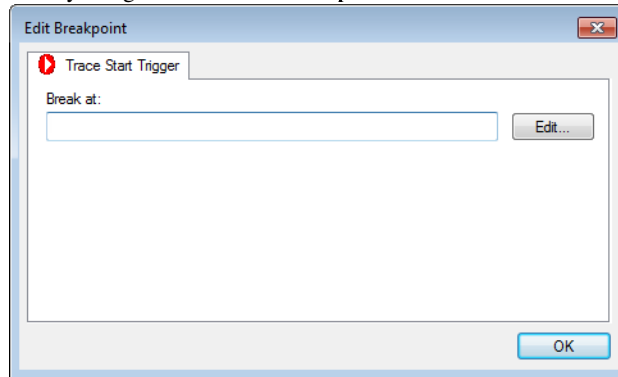 Edit Breakpoint
Trace Start Trigger
Break at:
Edit...
OK